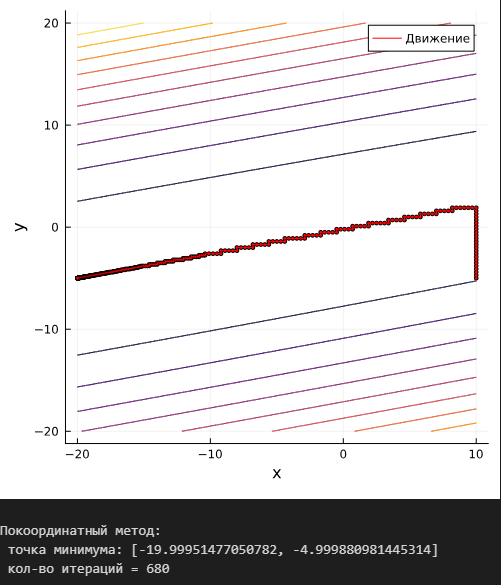 20
Движение
10
y
0
−10
−20
−20
−10
0
10
x
Покоординатный метод:
точка минимума: [-19.99951477050782, -4.999880981445314]
кол-во итераций = 680